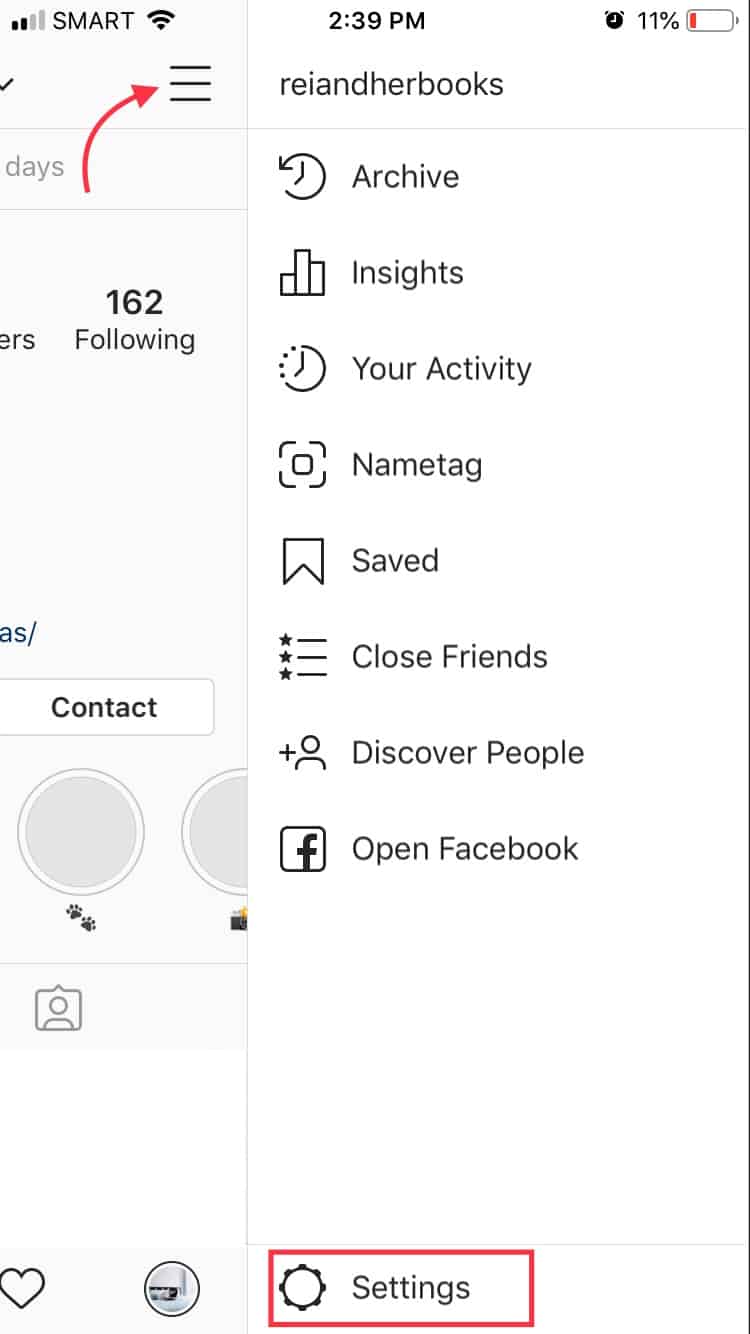 SMART 2:39 PM 11%
reiandherbooks
days
Archive
Insights
162
ers Following
Your Activity
Nametag
Saved
as/
Close Friends
Contact
Discover People
Open Facebook
Settings